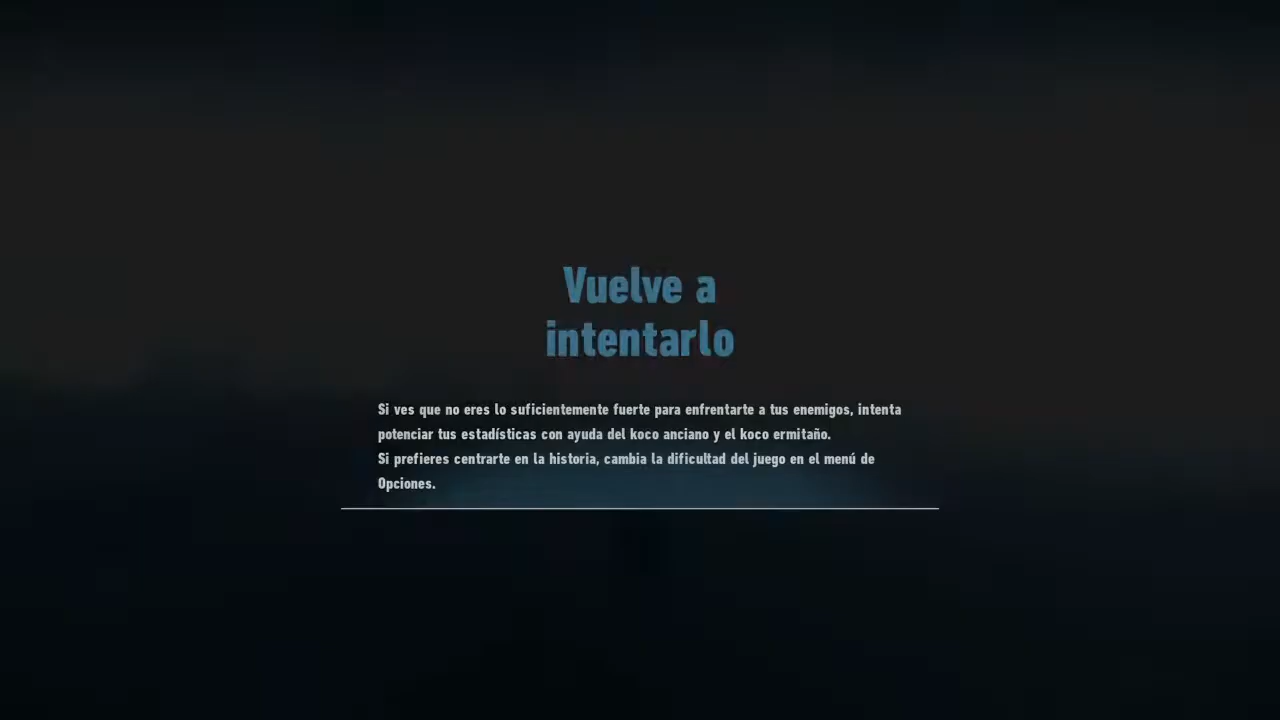 Vuelve a
intentarlo
Si ves que no eres lo suficientemente fuerte para enfrentarte a tus enemigos, intenta
potenciar tus estadísticas con ayuda del koco anciano y el koco ermitaño.
Si prefieres centrarte en la historia, cambia la dificultad del juego en el menú de
Opciones.